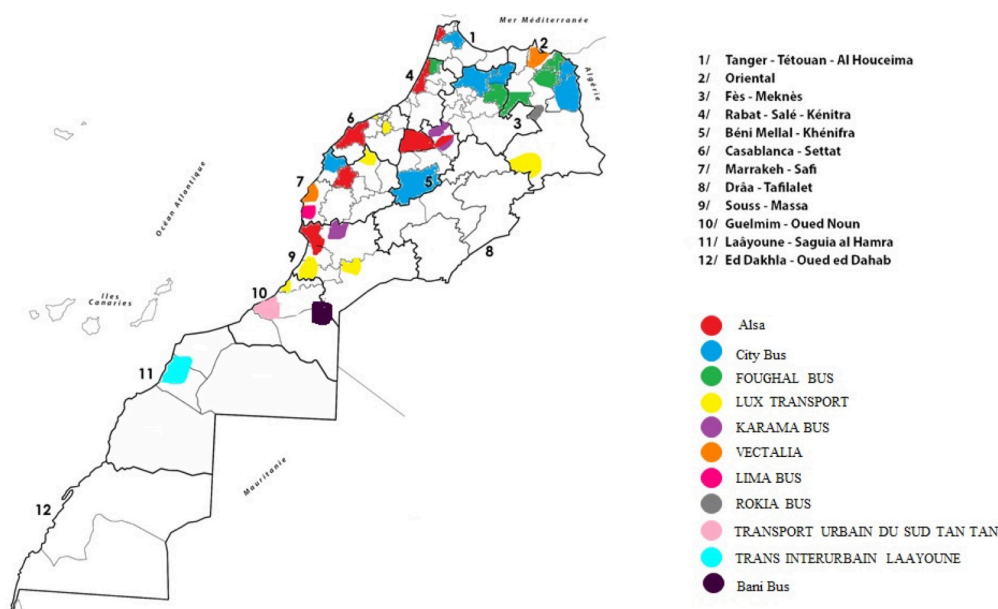 Mer Méditerranée
1
2
1/ Tanger - Tétouan - Al Houceima
2/ Oriental
3/ Fès - Meknès
4/ Rabat - Salé - Kénitra
5/ Béni Mellal - Khénifra
6/ Casablanca - Settat
7/ Marrakeh - Safi
8/ Drâa - Tafilalet
9/ Souss - Massa
10/ Guelmim - Oued Noun
11/ Laâyoune - Saguia al Hamra
12/ Ed Dakhla - Oued ed Dahab
Algérie
4
3
6
Océan Atlantique
7
5
8
9
10
Iles
Canaries
11
Mauritanie
12
Alsa
City Bus
FOUGHAL BUS
LUX TRANSPORT
KARAMA BUS
VECTALIA
LIMA BUS
ROKIA BUS
TRANSPORT URBAIN DU SUD TAN TAN
TRANS INTERURBAIN LAAYOUNE
Bani Bus